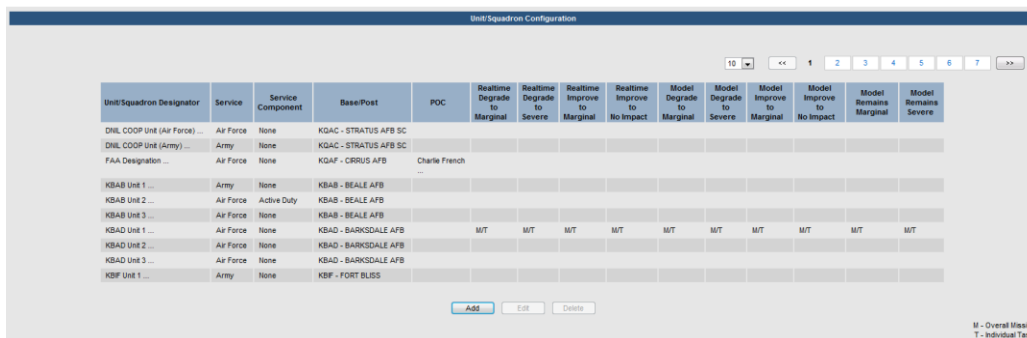 Unit/Squadron Configuration
10 << 1 2 3 4 5 6 7 >>
Unit/Squadron Designator Service Service Component Base/Post POC Realtime Degrade to Marginal Realtime Degrade to Severe Realtime Improve to Marginal Realtime Improve to No Impact Model Degrade to Marginal Model Degrade to Severe Model Improve to Marginal Model Improve to No Impact Model Remains Marginal Model Remains Severe
DNIL COOP Unit (Air Force) ... Air Force None KQAC - STRATUS AFB SC
DNIL COOP Unit (Army) ... Army None KQAC - STRATUS AFB SC
FAA Designation ... Air Force None KQAF - CIRRUS AFB Charlie French ...
KBAB Unit 1 ... Army None KBAB - BEALE AFB
KBAB Unit 2 ... Air Force Active Duty KBAB - BEALE AFB
KBAB Unit 3 ... Air Force None KBAB - BEALE AFB
KBAD Unit 1 ... Air Force None KBAD - BARKSDALE AFB M/T M/T M/T M/T M/T M/T M/T M/T M/T M/T
KBAD Unit 2 ... Air Force None KBAD - BARKSDALE AFB
KBAD Unit 3 ... Air Force None KBAD - BARKSDALE AFB
KBIF Unit 1 ... Army None KBIF - FORT BLISS
Add Edit Delete
M - Overall Missi
T - Individual Tas